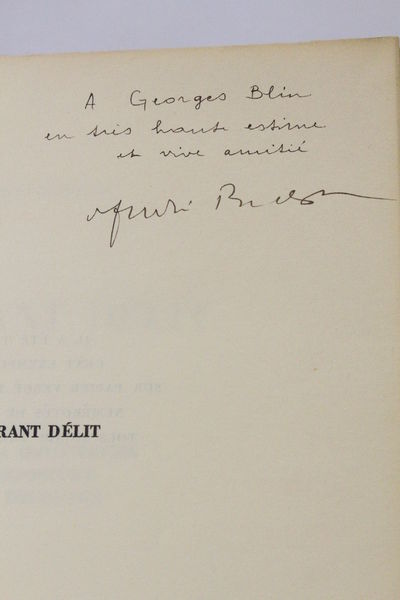 A Georges Blin
en très haute estime
et vive amitié
André Breton
RANT DÉLIT